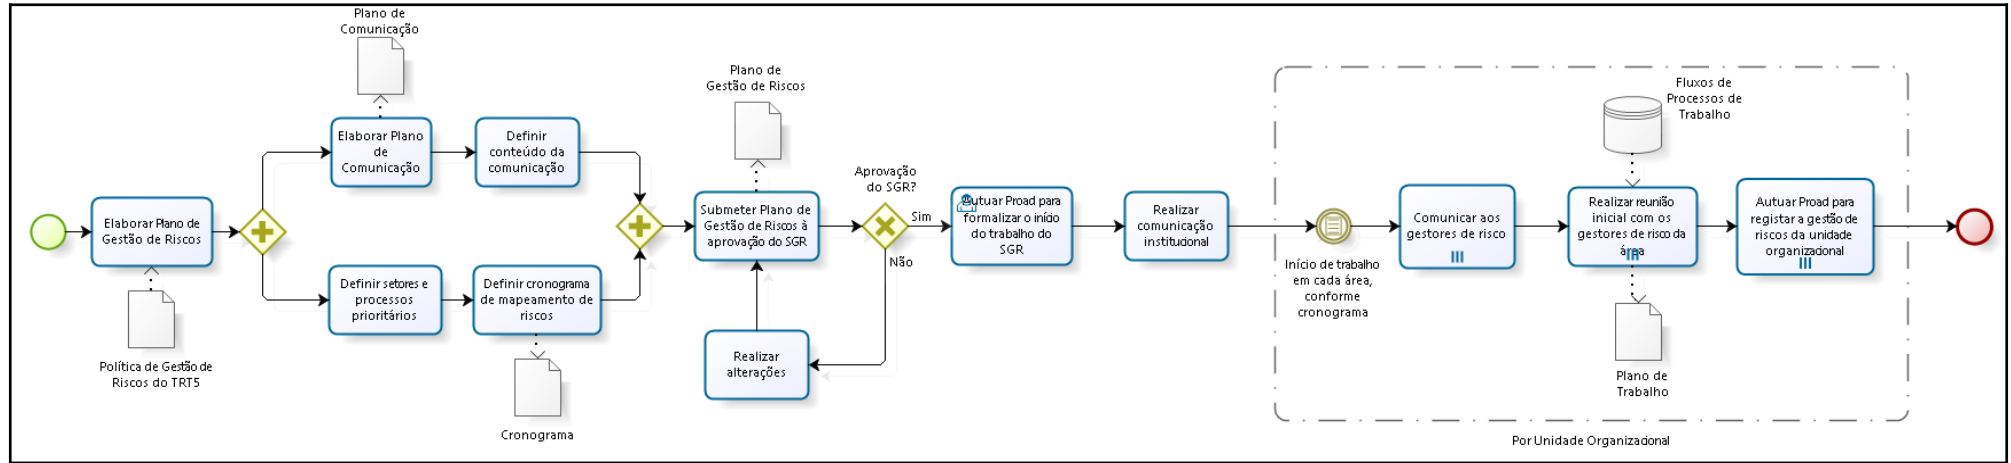 Plano de
Comunicação
Elaborar Plano
de
Comunicação
Definir
conteúdo da
comunicação
Elaborar Plano de
Gestão de Riscos
Política de Gestão de
Riscos do TRT5
Definir setores e
processos
prioritários
Definir cronograma
de mapeamento de
riscos
Cronograma
Plano de
Gestão de Riscos
Submeter Plano de
Gestão de Riscos à
aprovação do SGR
Realizar
alterações
Aprovação
do SGR?
Sim
Não
Autuar Proad para
formalizar o início
do trabalho do
SGR
Realizar
comunicação
institucional
Início de trabalho
em cada área,
conforme
cronograma
Comunicar aos
gestores de risco
Fluxos de
Processos de
Trabalho
Realizar reunião
inicial com os
gestores de risco da
área
Plano de
Trabalho
Autuar Proad para
registar a gestão de
riscos da unidade
organizacional
Por Unidade Organizacional